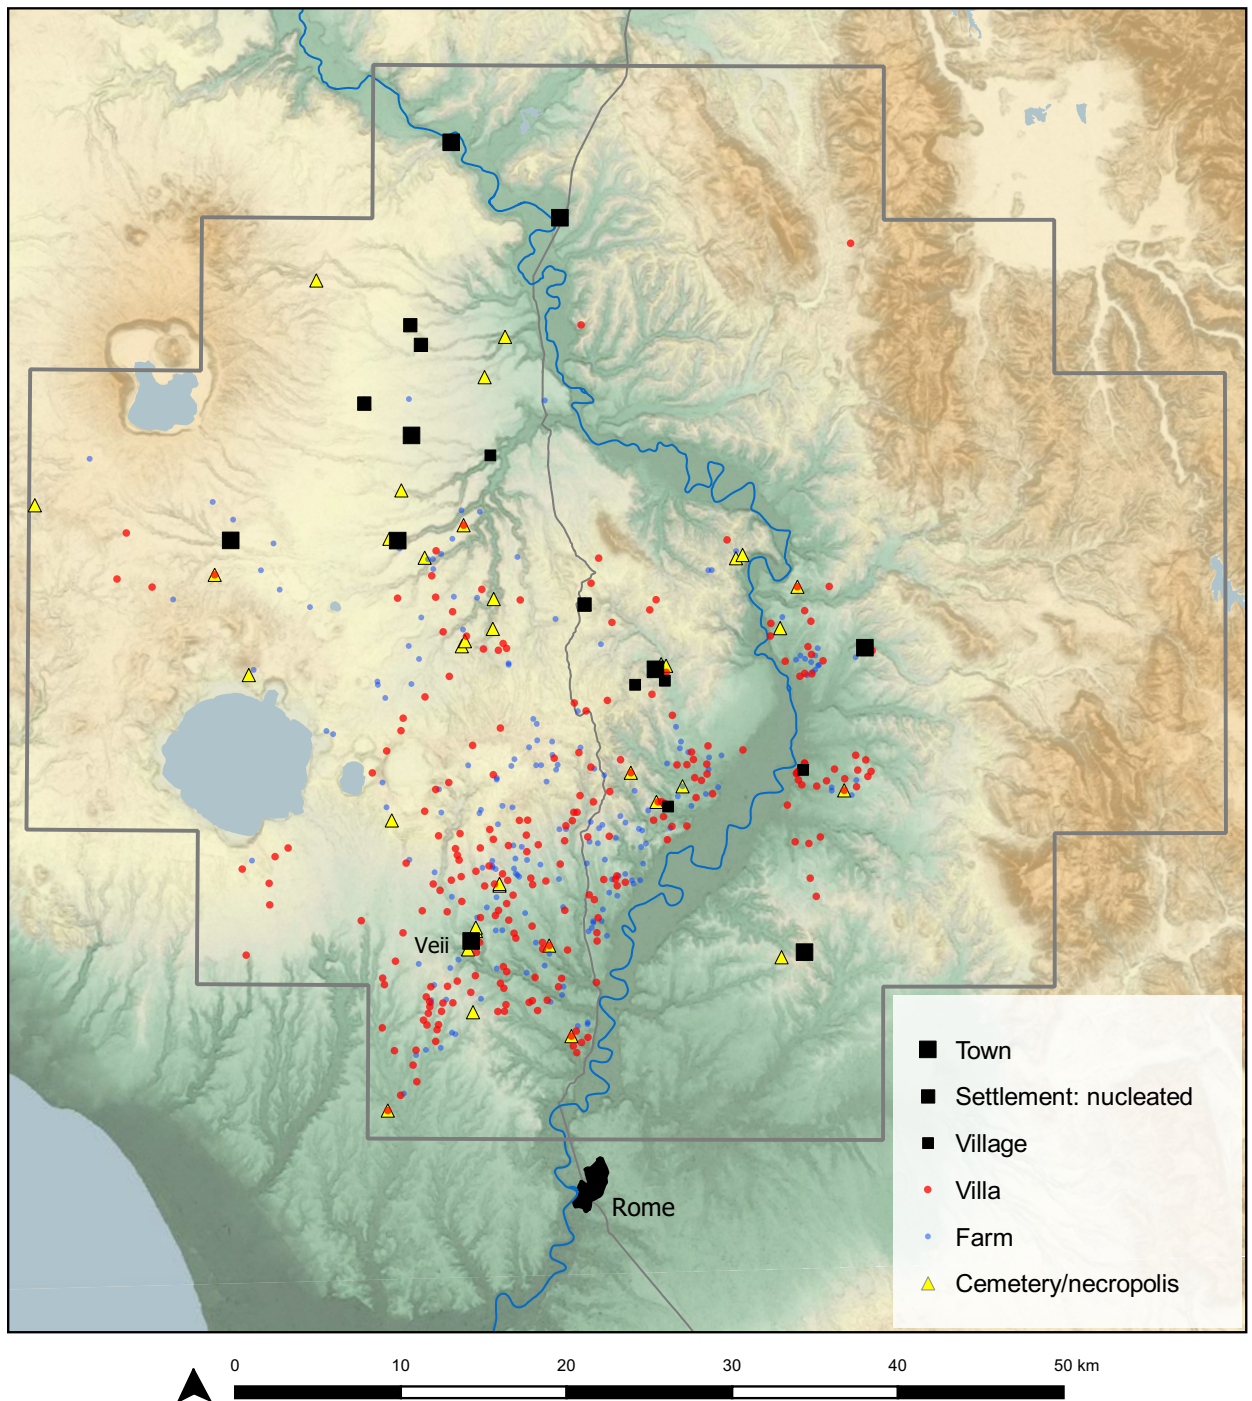 Veii
Rome
Town
Settlement: nucleated
Village
Villa
Farm
Cemetery/necropolis
0 10 20 30 40 50 km